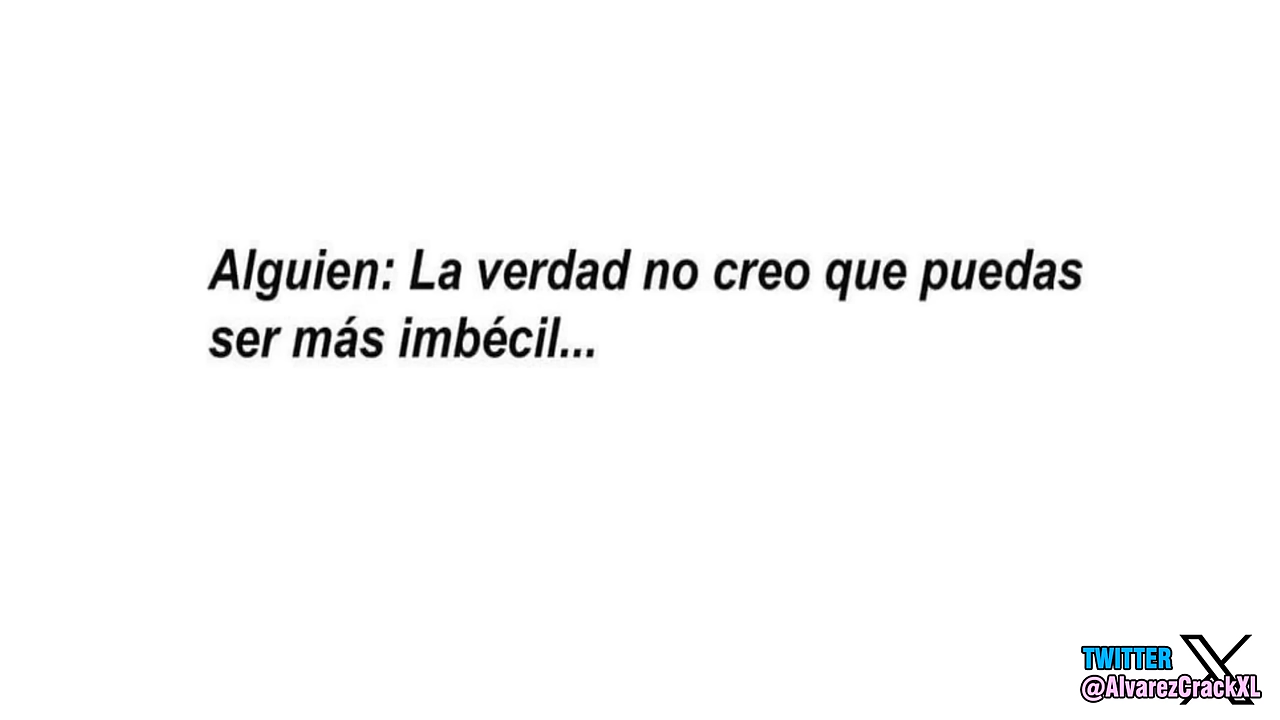 Alguien: La verdad no creo que puedas
ser más imbécil...
TWITTER X
@AlvarezCrackXL